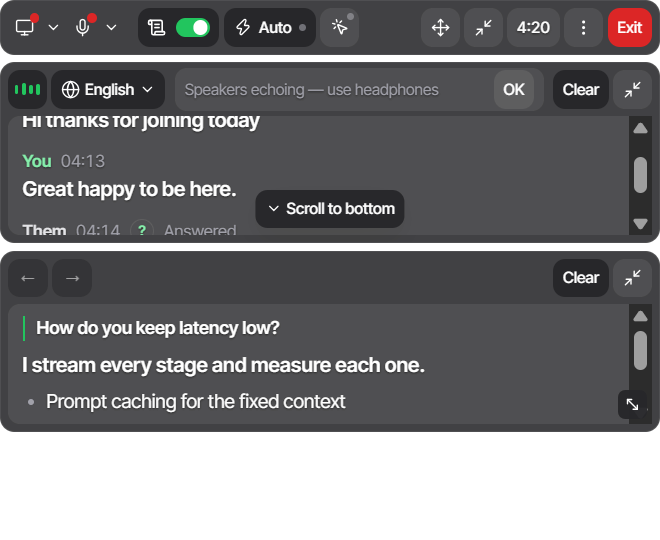 Auto
4:20
Exit
English
Speakers echoing — use headphones
OK
Clear
Hi thanks for joining today
You 04:13
Great happy to be here.
Scroll to bottom
Them 04:14 ? Answered
← →
Clear
How do you keep latency low?
I stream every stage and measure each one.
• Prompt caching for the fixed context